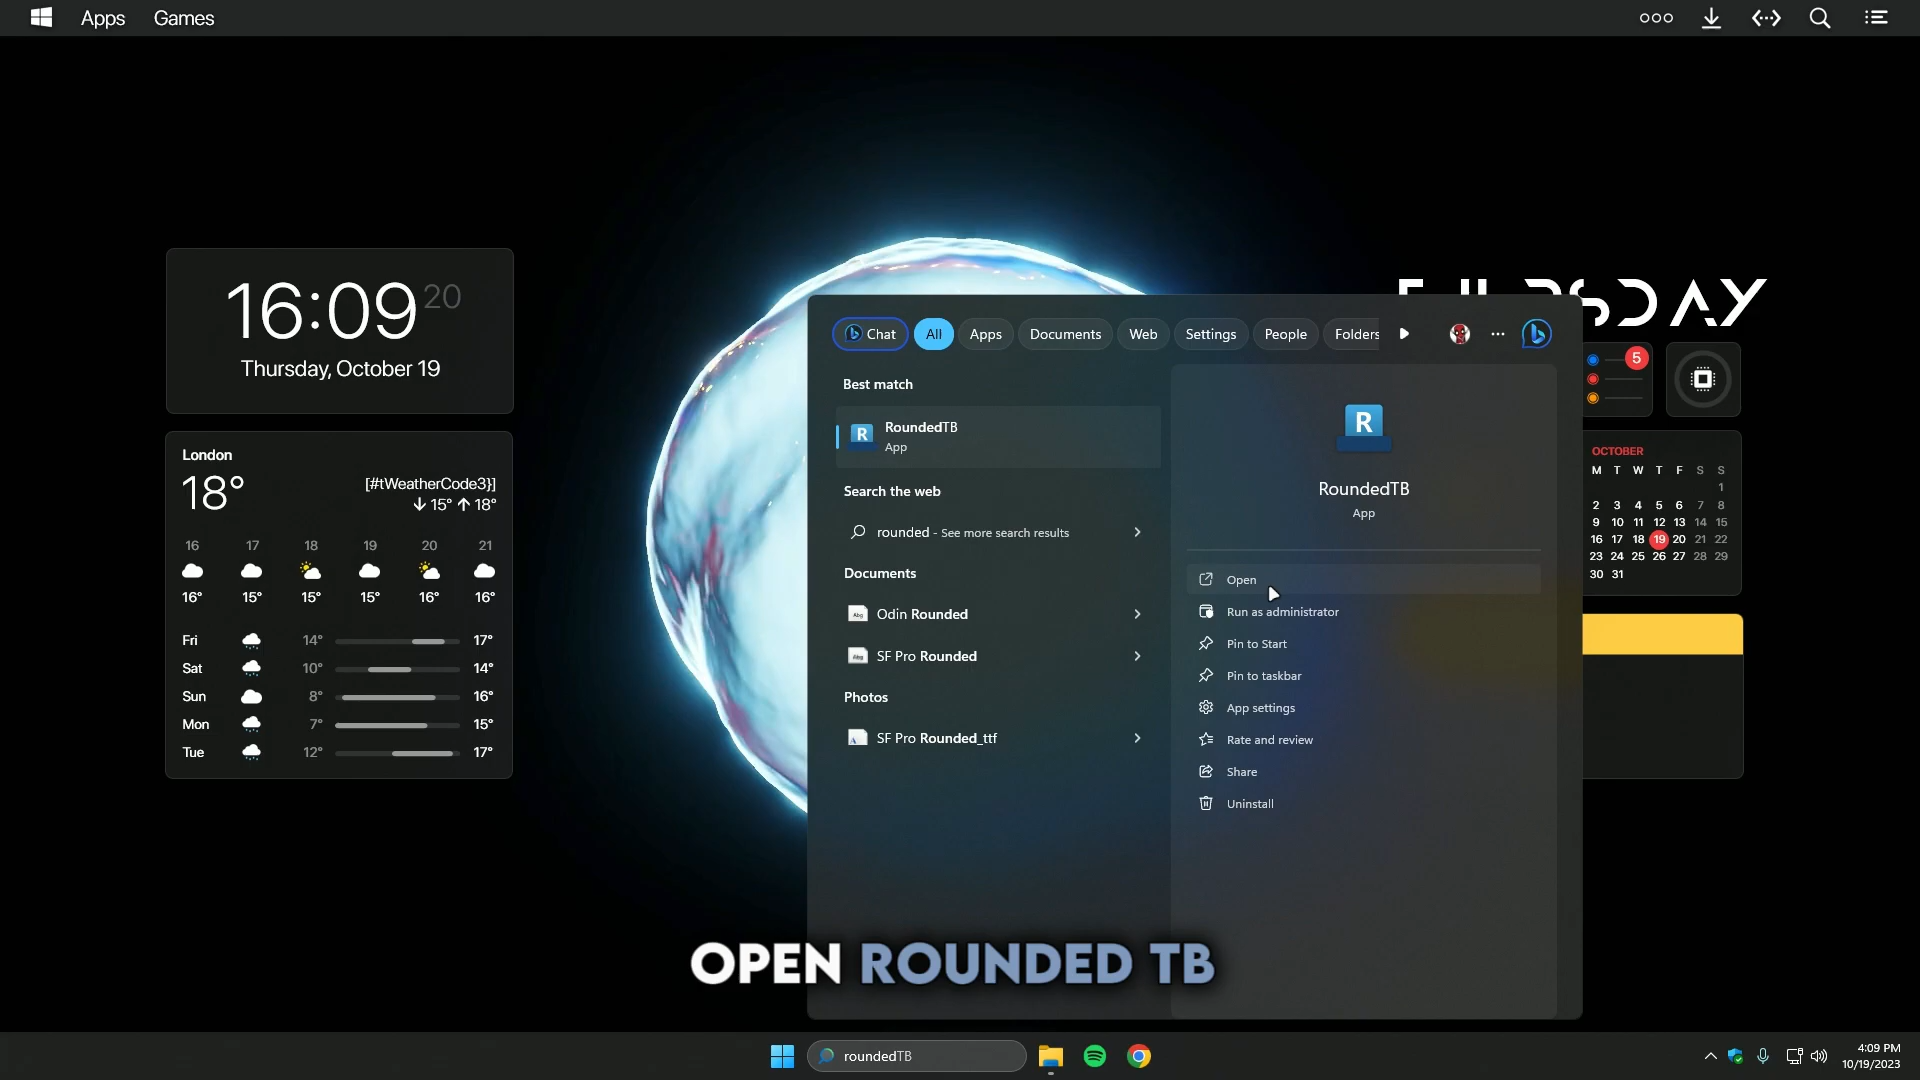 Apps Games
16:09 20
Thursday, October 19
London
18°
[#tWeatherCode3}]
15° 18°
16 17 18 19 20 21
16° 15° 15° 15° 16° 16°
Fri 14° 17°
Sat 10° 14°
Sun 8° 16°
Mon 7° 15°
Tue 12° 17°
Chat All Apps Documents Web Settings People Folders
Best match
RoundedTB
App
Search the web
rounded - See more search results
Documents
Odin Rounded
SF Pro Rounded
Photos
SF Pro Rounded_ttf
R
RoundedTB
App
Open
Run as administrator
Pin to Start
Pin to taskbar
App settings
Rate and review
Share
Uninstall
5
OCTOBER
M T W T F S S
1
2 3 4 5 6 7 8
9 10 11 12 13 14 15
16 17 18 19 20 21 22
23 24 25 26 27 28 29
30 31
OPEN ROUNDED TB
roundedTB
4:09 PM
10/19/2023